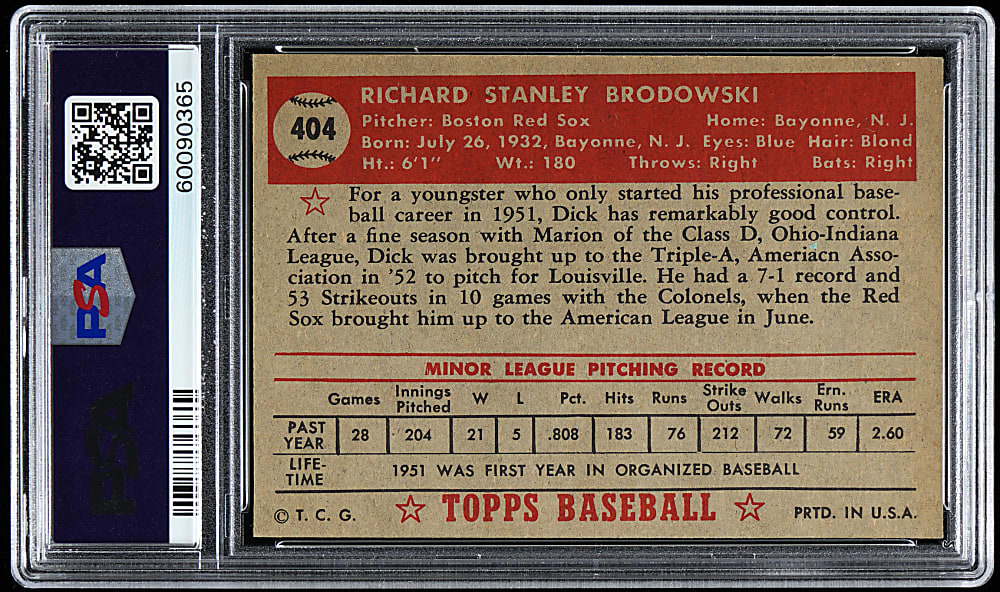 PSA
60090365
PSA
404
RICHARD STANLEY BRODOWSKI
Pitcher: Boston Red Sox Home: Bayonne, N. J.
Born: July 26, 1932, Bayonne, N. J. Eyes: Blue Hair: Blond
Ht.: 6'1" Wt.: 180 Throws: Right Bats: Right
For a youngster who only started his professional base-
ball career in 1951, Dick has remarkably good control.
After a fine season with Marion of the Class D, Ohio-Indiana
League, Dick was brought up to the Triple-A, Ameriacn Asso-
ciation in '52 to pitch for Louisville. He had a 7-1 record and
53 Strikeouts in 10 games with the Colonels, when the Red
Sox brought him up to the American League in June.
MINOR LEAGUE PITCHING RECORD
Games Innings Pitched W L Pct. Hits Runs Strike Outs Walks Ern. Runs ERA
PAST YEAR 28 204 21 5 .808 183 76 212 72 59 2.60
LIFE-TIME 1951 WAS FIRST YEAR IN ORGANIZED BASEBALL
© T. C. G. TOPPS BASEBALL PRTD. IN U.S.A.